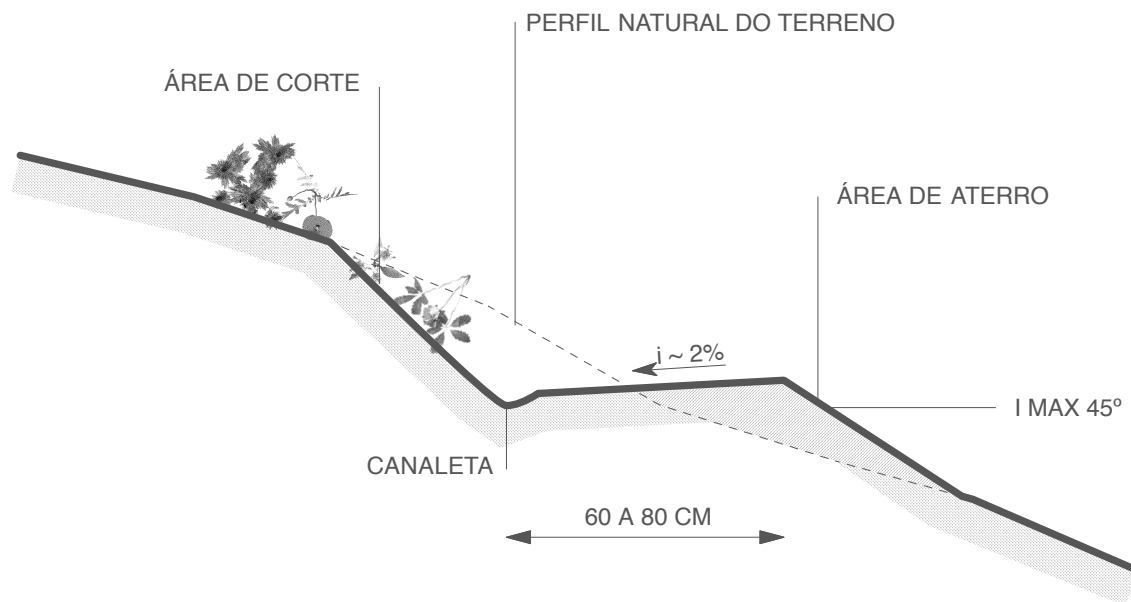 PERFIL NATURAL DO TERRENO
ÁREA DE CORTE
ÁREA DE ATERRO
i ~ 2%
I MAX 45º
CANALETA
60 A 80 CM